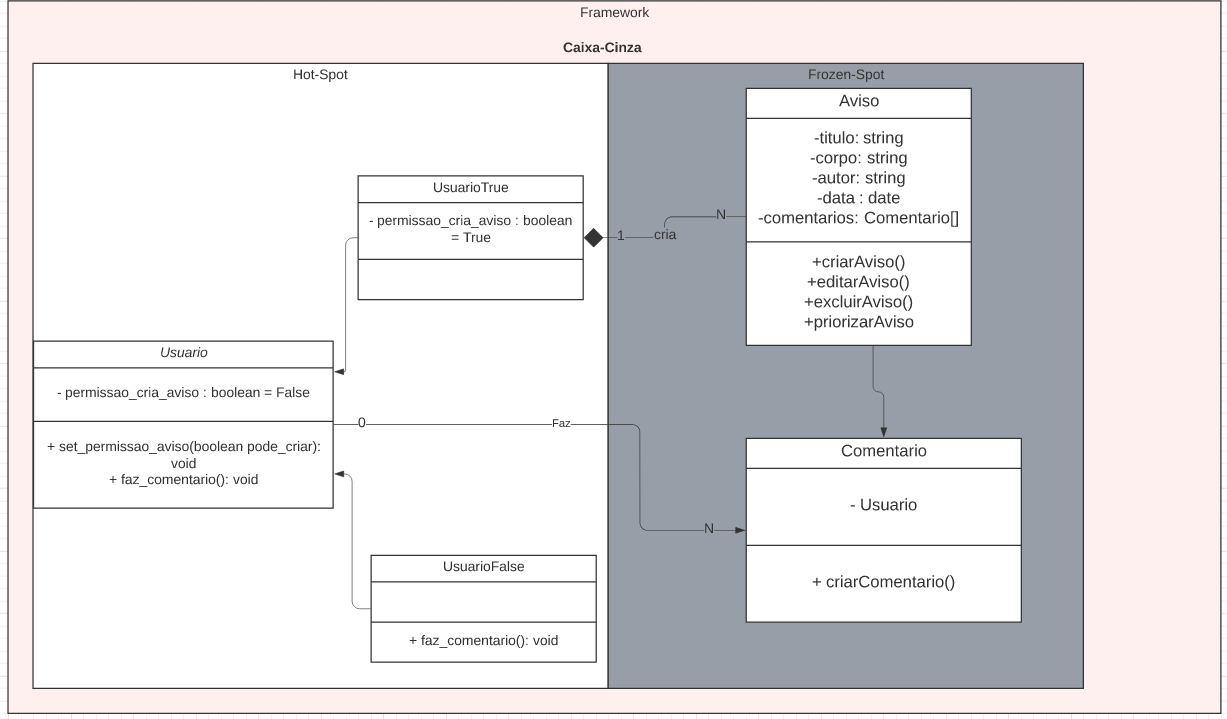 Framework
Caixa-Cinza
Hot-Spot
Frozen-Spot
Aviso
-titulo: string
-corpo: string
-autor: string
-data : date
-comentarios: Comentario[]
+criarAviso()
+editarAviso()
+excluirAviso()
+priorizarAviso
UsuarioTrue
- permissao_cria_aviso : boolean
= True
1
cria
N
Usuario
- permissao_cria_aviso : boolean = False
+ set_permissao_aviso(boolean pode_criar):
void
+ faz_comentario(): void
0
Faz
N
Comentario
- Usuario
+ criarComentario()
UsuarioFalse
+ faz_comentario(): void